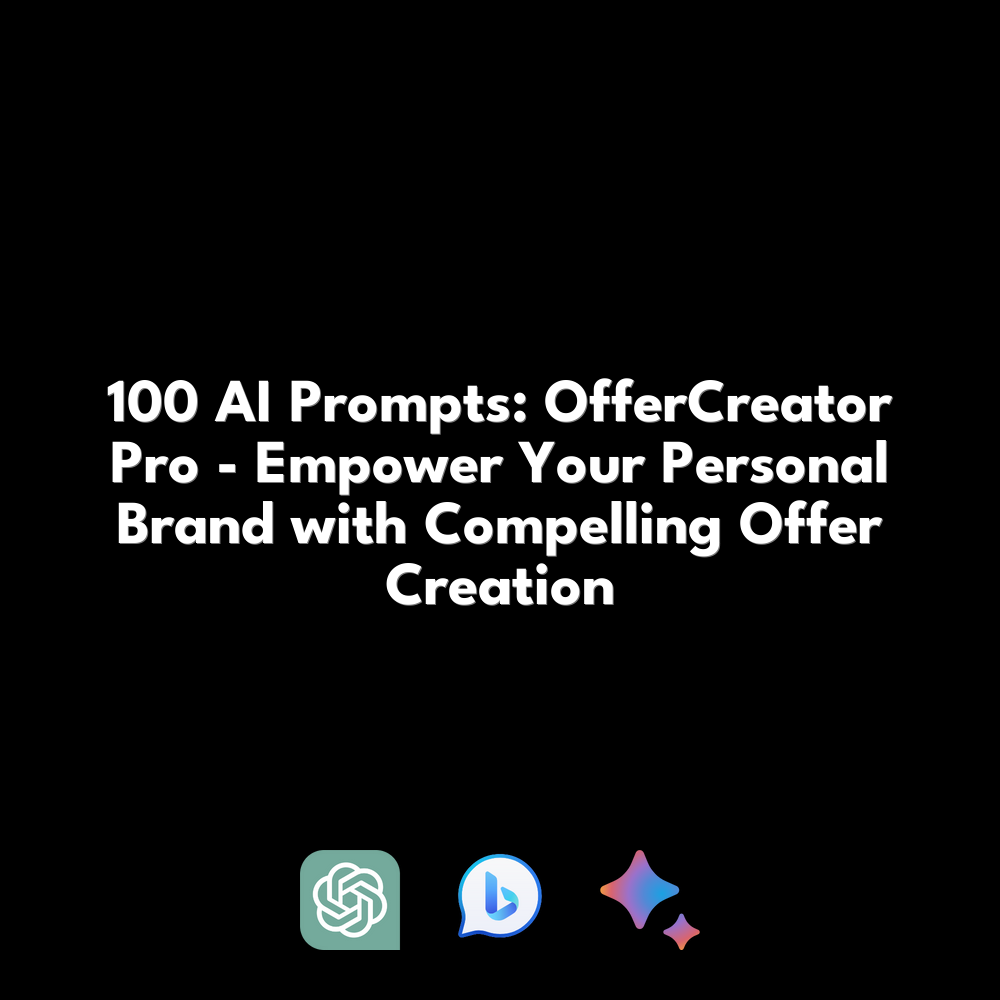 100 AI Prompts: OfferCreator
Pro - Empower Your Personal
Brand with Compelling Offer
Creation